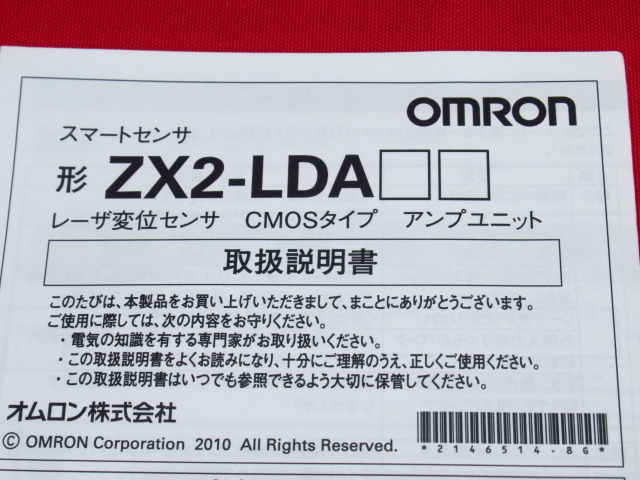 OMRON
スマートセンサ
形 ZX2-LDA□□
レーザ変位センサ CMOSタイプ アンプユニット
取扱説明書
このたびは、本製品をお買い上げいただきまして、まことにありがとうございます。
ご使用に際しては、次の内容をお守りください。
・電気の知識を有する専門家がお取り扱いください。
・この取扱説明書をよくお読みになり、十分にご理解のうえ、正しくご使用ください。
・この取扱説明書はいつでも参照できるよう大切に保管してください。
オムロン株式会社
© OMRON Corporation 2010 All Rights Reserved.
*2146514-8G*